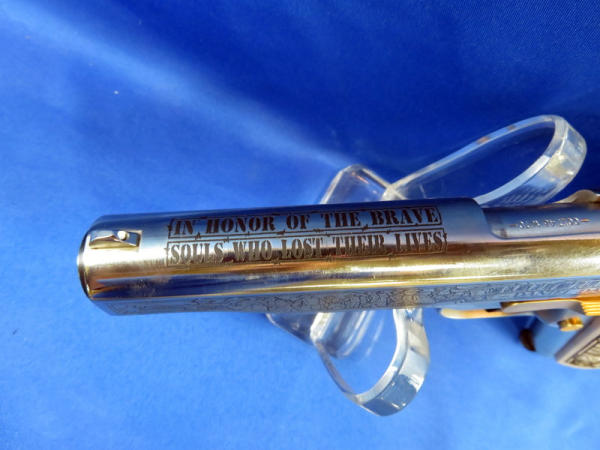 IN HONOR OF THE BRAVE
SOULS WHO LOST THEIR LIVES